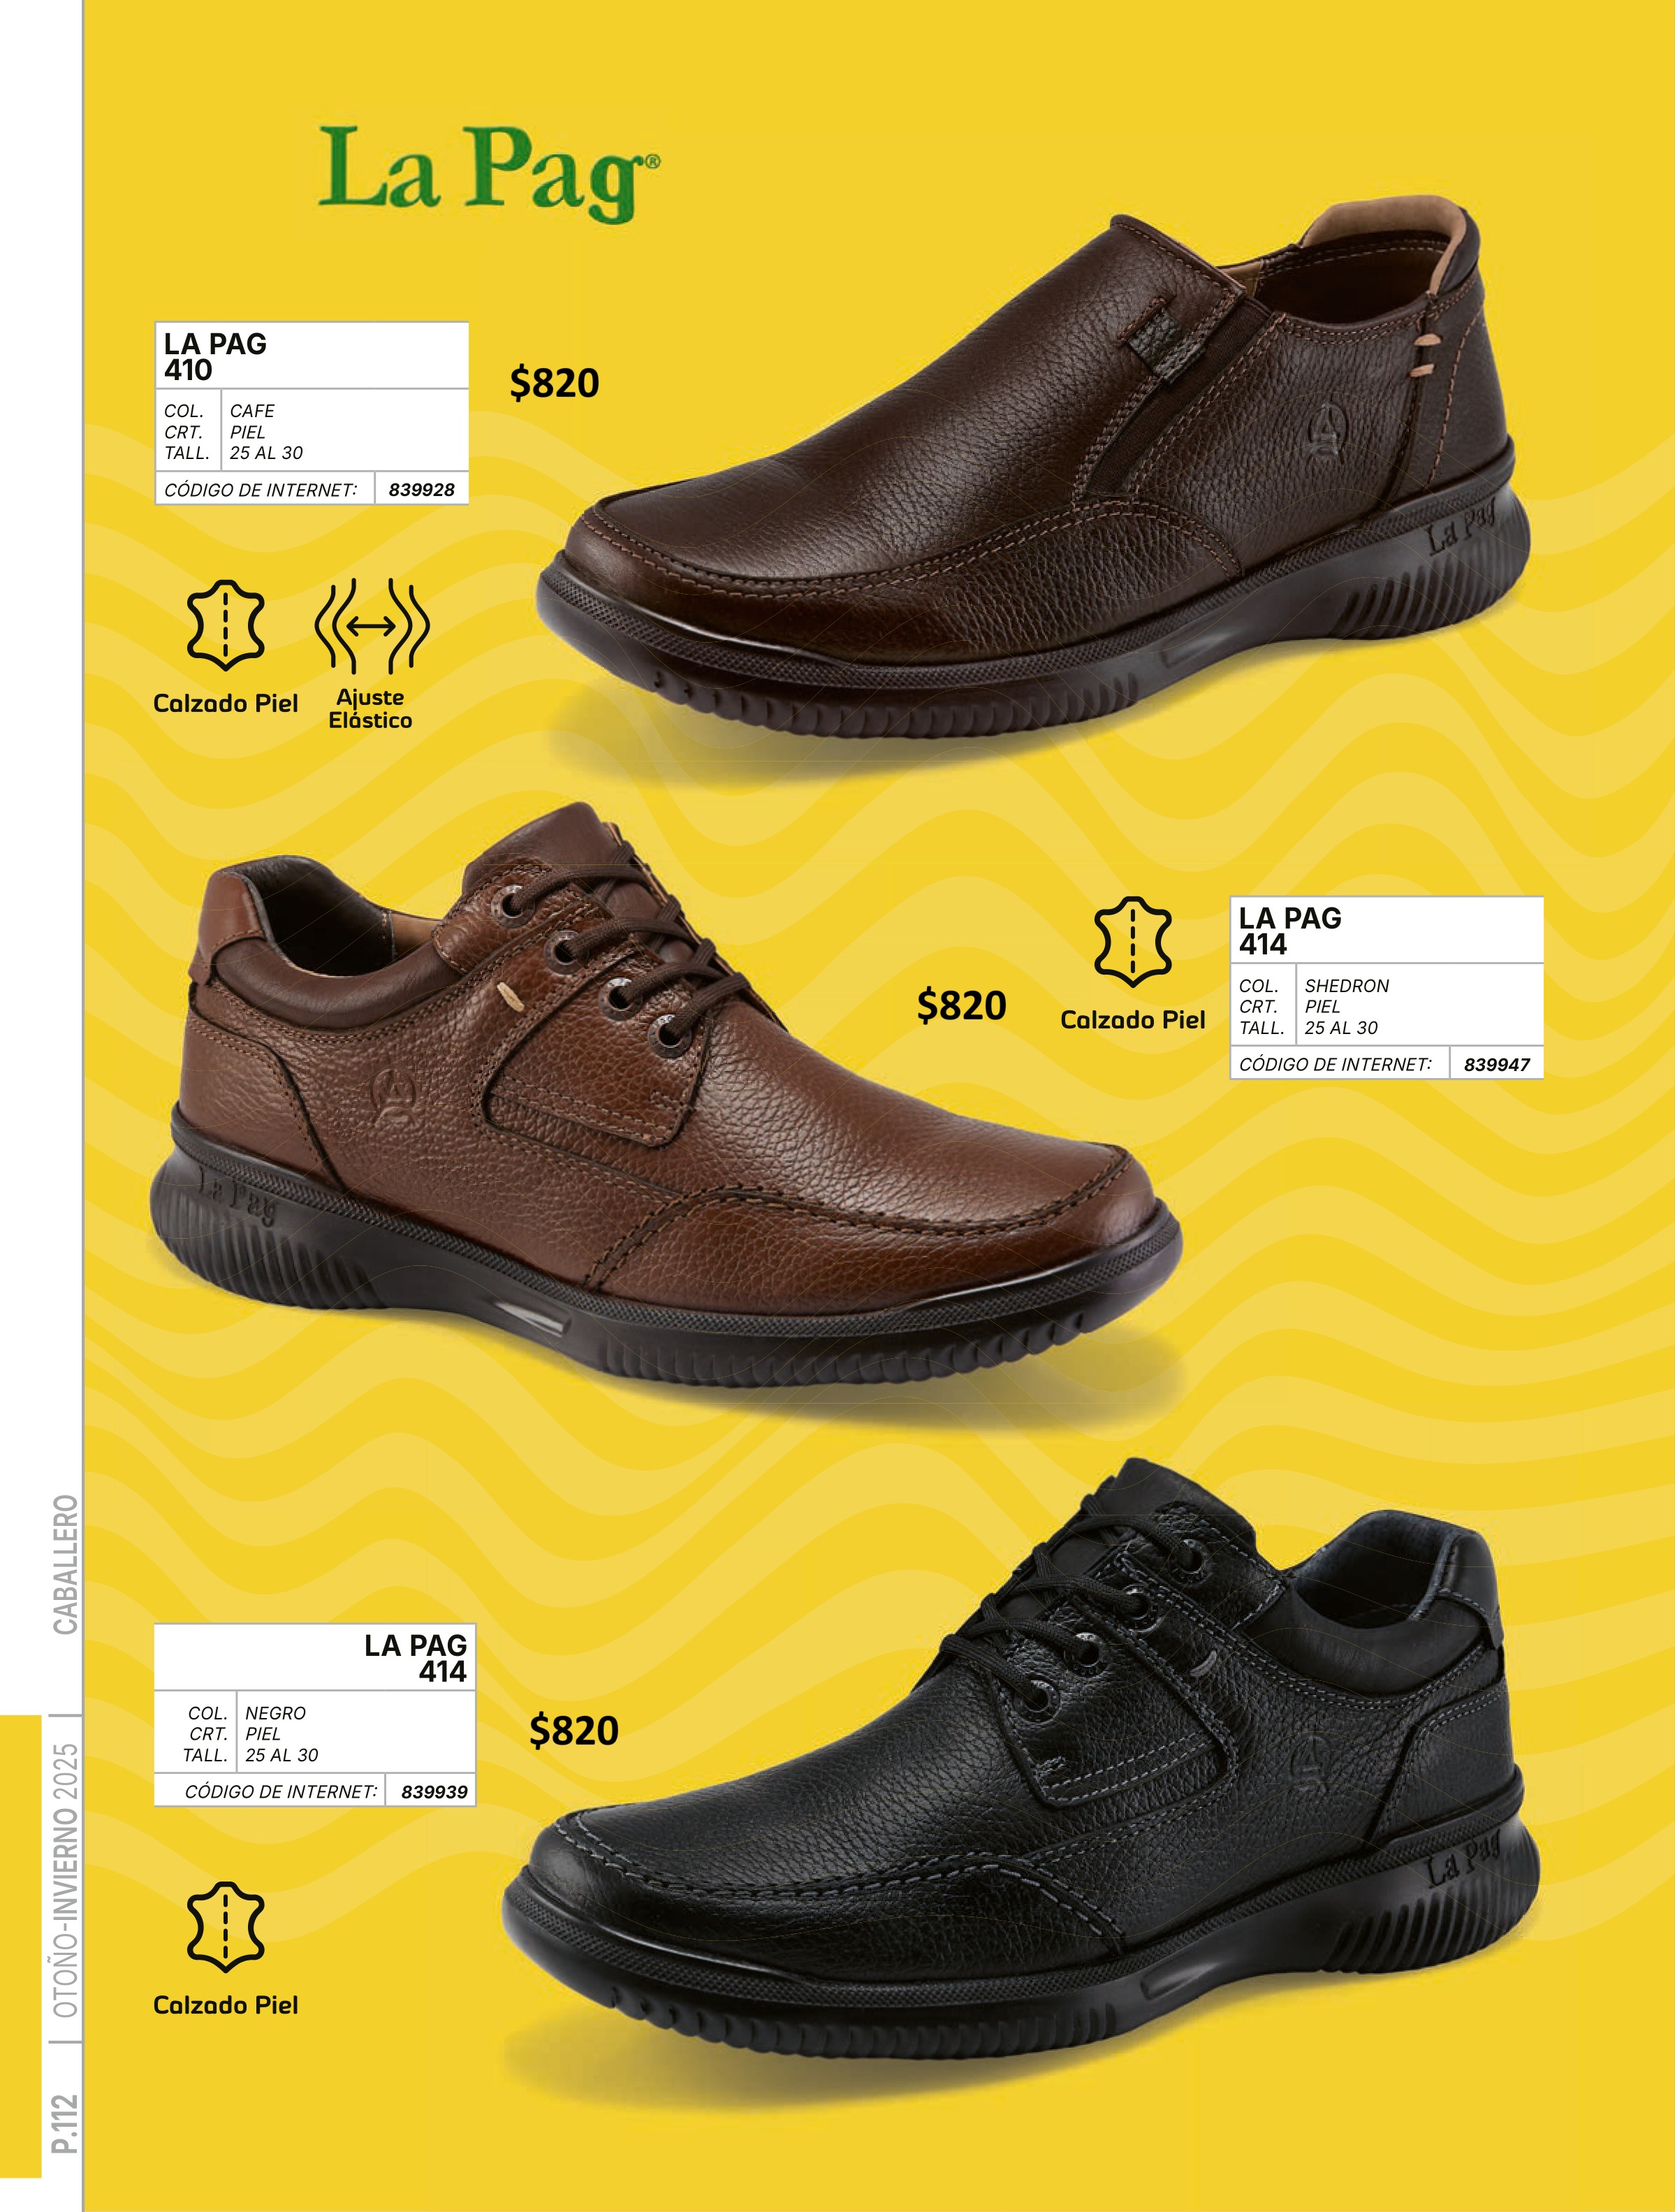 La Pag®
LA PAG
410
$820
COL. CAFE
CRT. PIEL
TALL. 25 AL 30
CÓDIGO DE INTERNET: 839928
La Pag
Calzado Piel
Ajuste
Elástico
LA PAG
414
$820
COL. SHEDRON
CRT. PIEL
TALL. 25 AL 30
Calzado Piel
CÓDIGO DE INTERNET: 839947
La Pag
LA PAG
414
$820
COL. NEGRO
CRT. PIEL
TALL. 25 AL 30
CÓDIGO DE INTERNET: 839939
La Pag
Calzado Piel
CABALLERO
OTOÑO-INVIERNO 2025
P.112